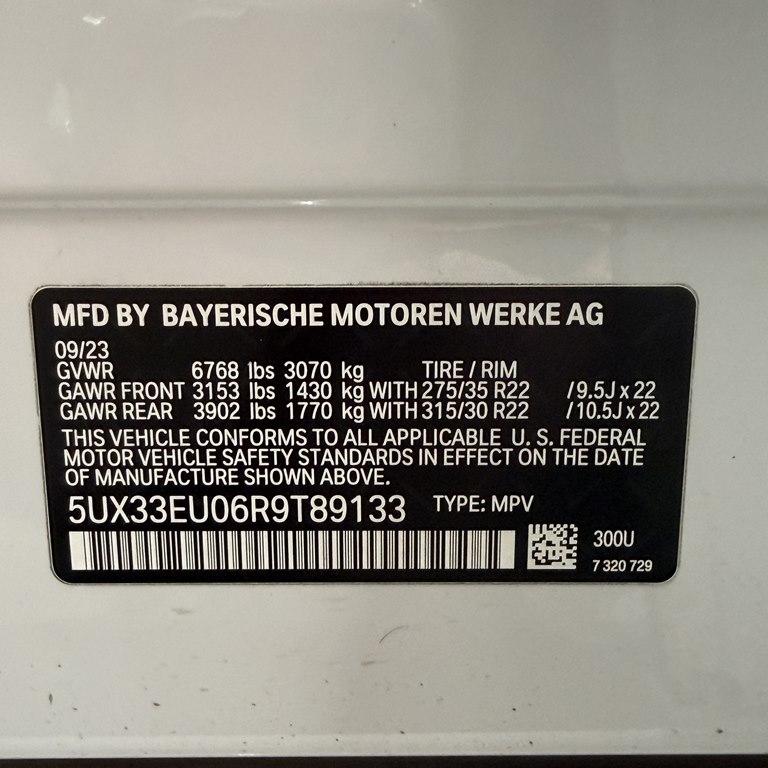 MFD BY BAYERISCHE MOTOREN WERKE AG
09/23
GVWR 6768 lbs 3070 kg TIRE / RIM
GAWR FRONT 3153 lbs 1430 kg WITH 275/35 R22 /9.5J x 22
GAWR REAR 3902 lbs 1770 kg WITH 315/30 R22 /10.5J x 22
THIS VEHICLE CONFORMS TO ALL APPLICABLE U. S. FEDERAL
MOTOR VEHICLE SAFETY STANDARDS IN EFFECT ON THE DATE
OF MANUFACTURE SHOWN ABOVE.
5UX33EU06R9T89133 TYPE: MPV
300U
7 320 729